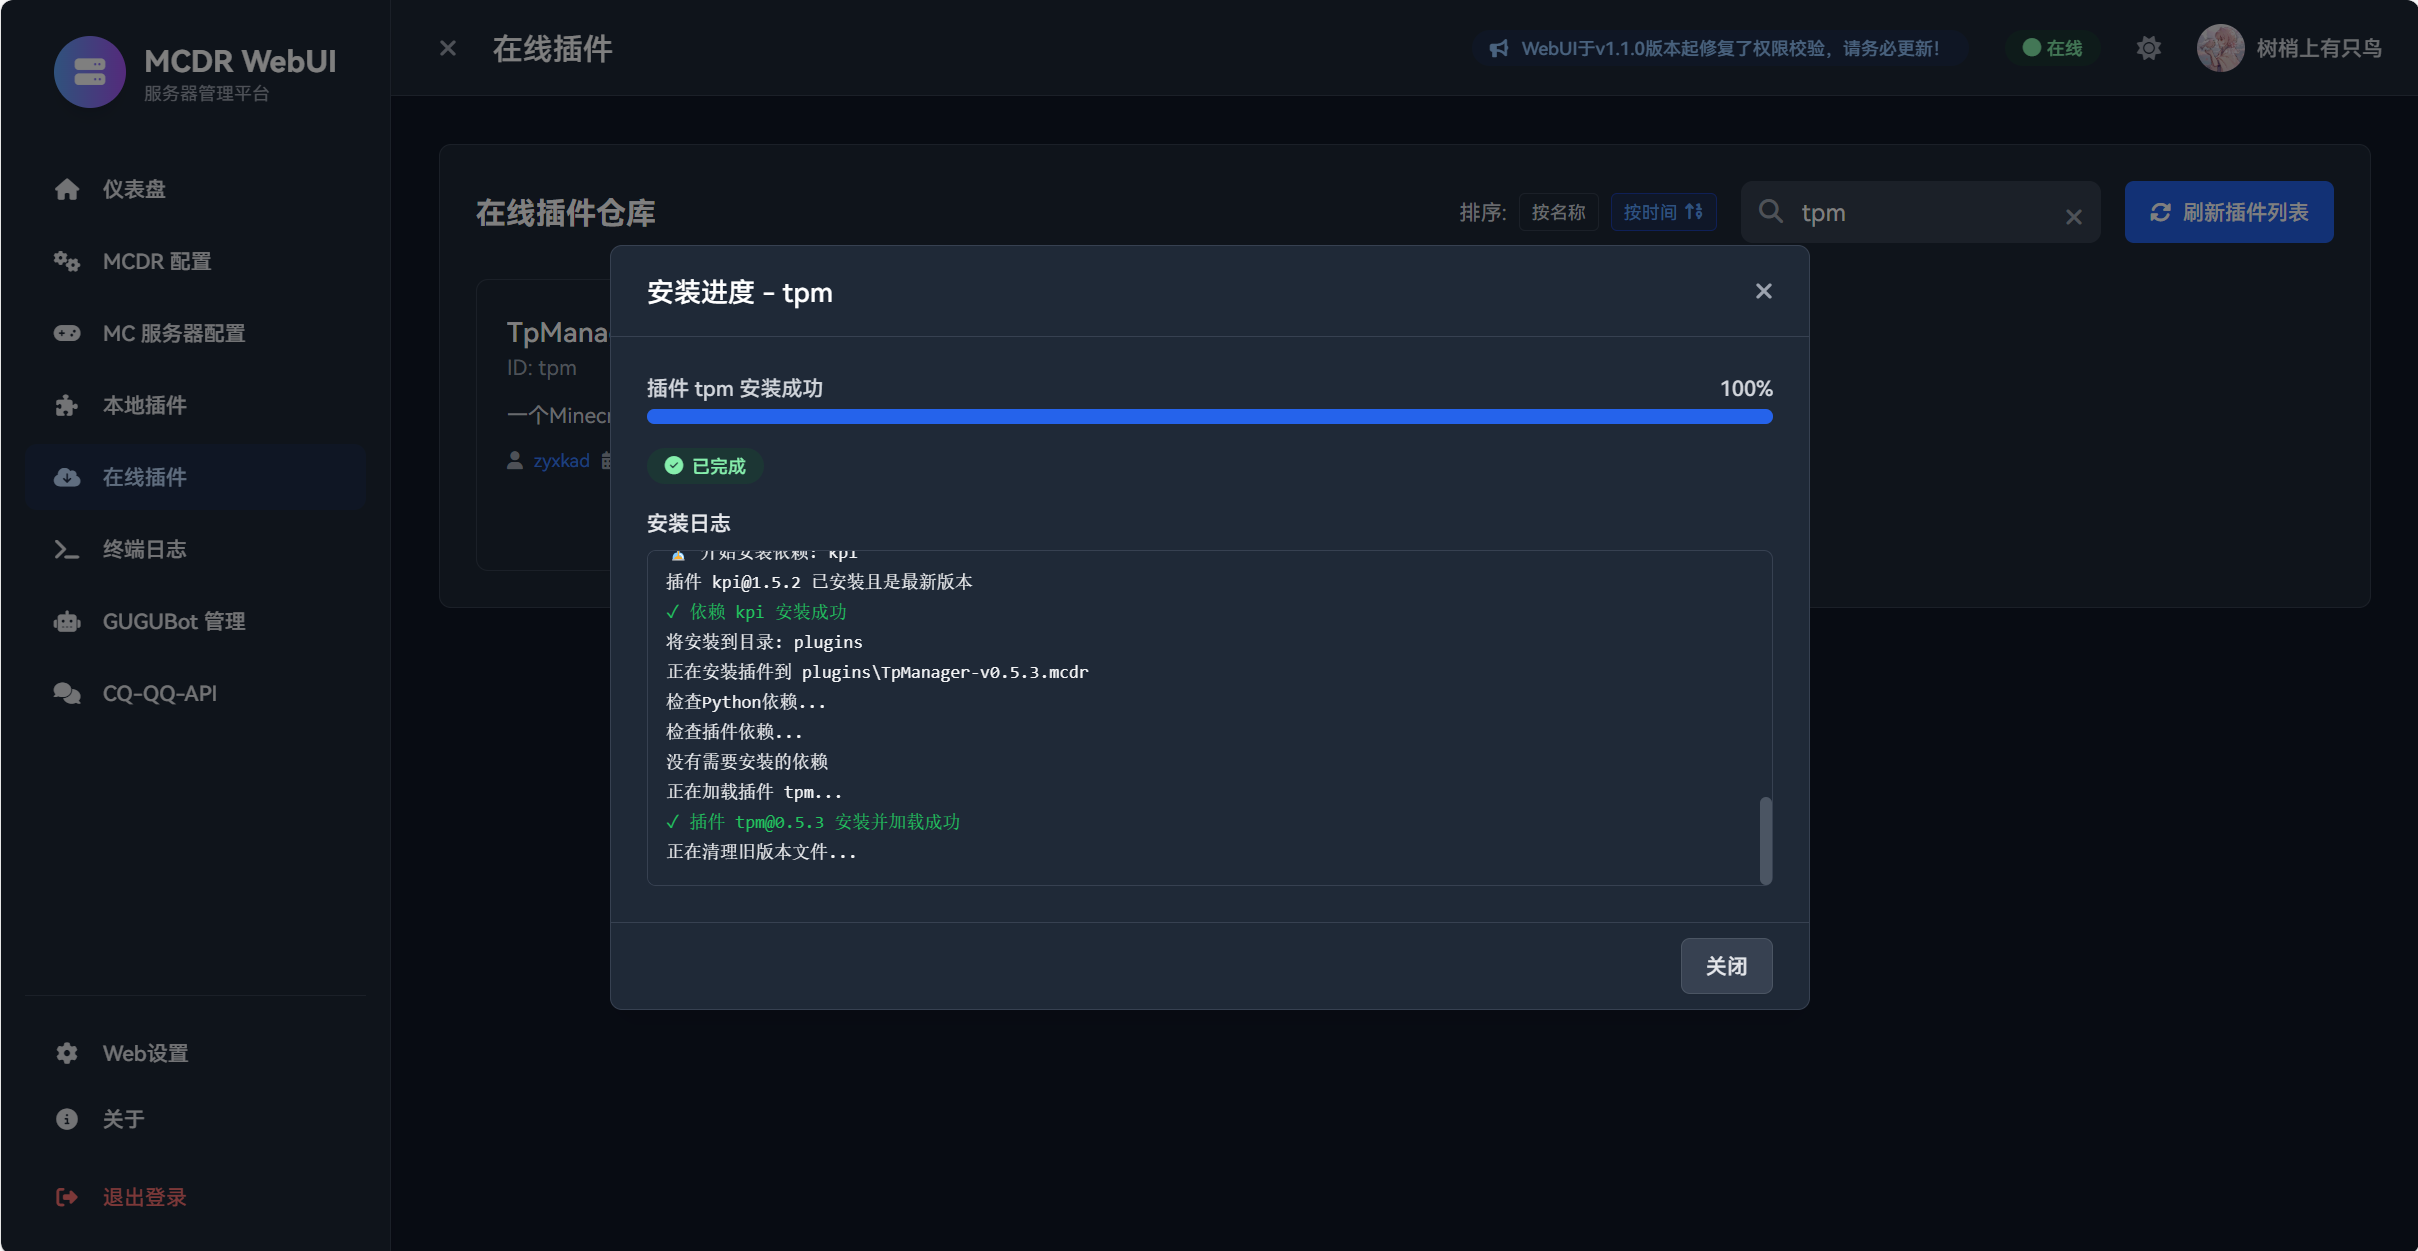 MCDR WebUI
服务器管理平台
仪表盘
MCDR 配置
MC 服务器配置
本地插件
在线插件
终端日志
GUGUBot 管理
CQ-QQ-API
Web设置
关于
退出登录
在线插件
WebUI于v1.1.0版本起修复了权限校验，请务必更新！
在线
树梢上有只鸟
在线插件仓库
排序:
按名称
按时间
tpm
刷新插件列表
TpMana
ID: tpm
一个Minecr
zyxkad
安装进度 - tpm
插件 tpm 安装成功
100%
已完成
安装日志
开始安装依赖: kpi
插件 kpi@1.5.2 已安装且是最新版本
✓ 依赖 kpi 安装成功
将安装到目录: plugins
正在安装插件到 plugins\TpManager-v0.5.3.mcdr
检查Python依赖...
检查插件依赖...
没有需要安装的依赖
正在加载插件 tpm...
✓ 插件 tpm@0.5.3 安装并加载成功
正在清理旧版本文件...
关闭